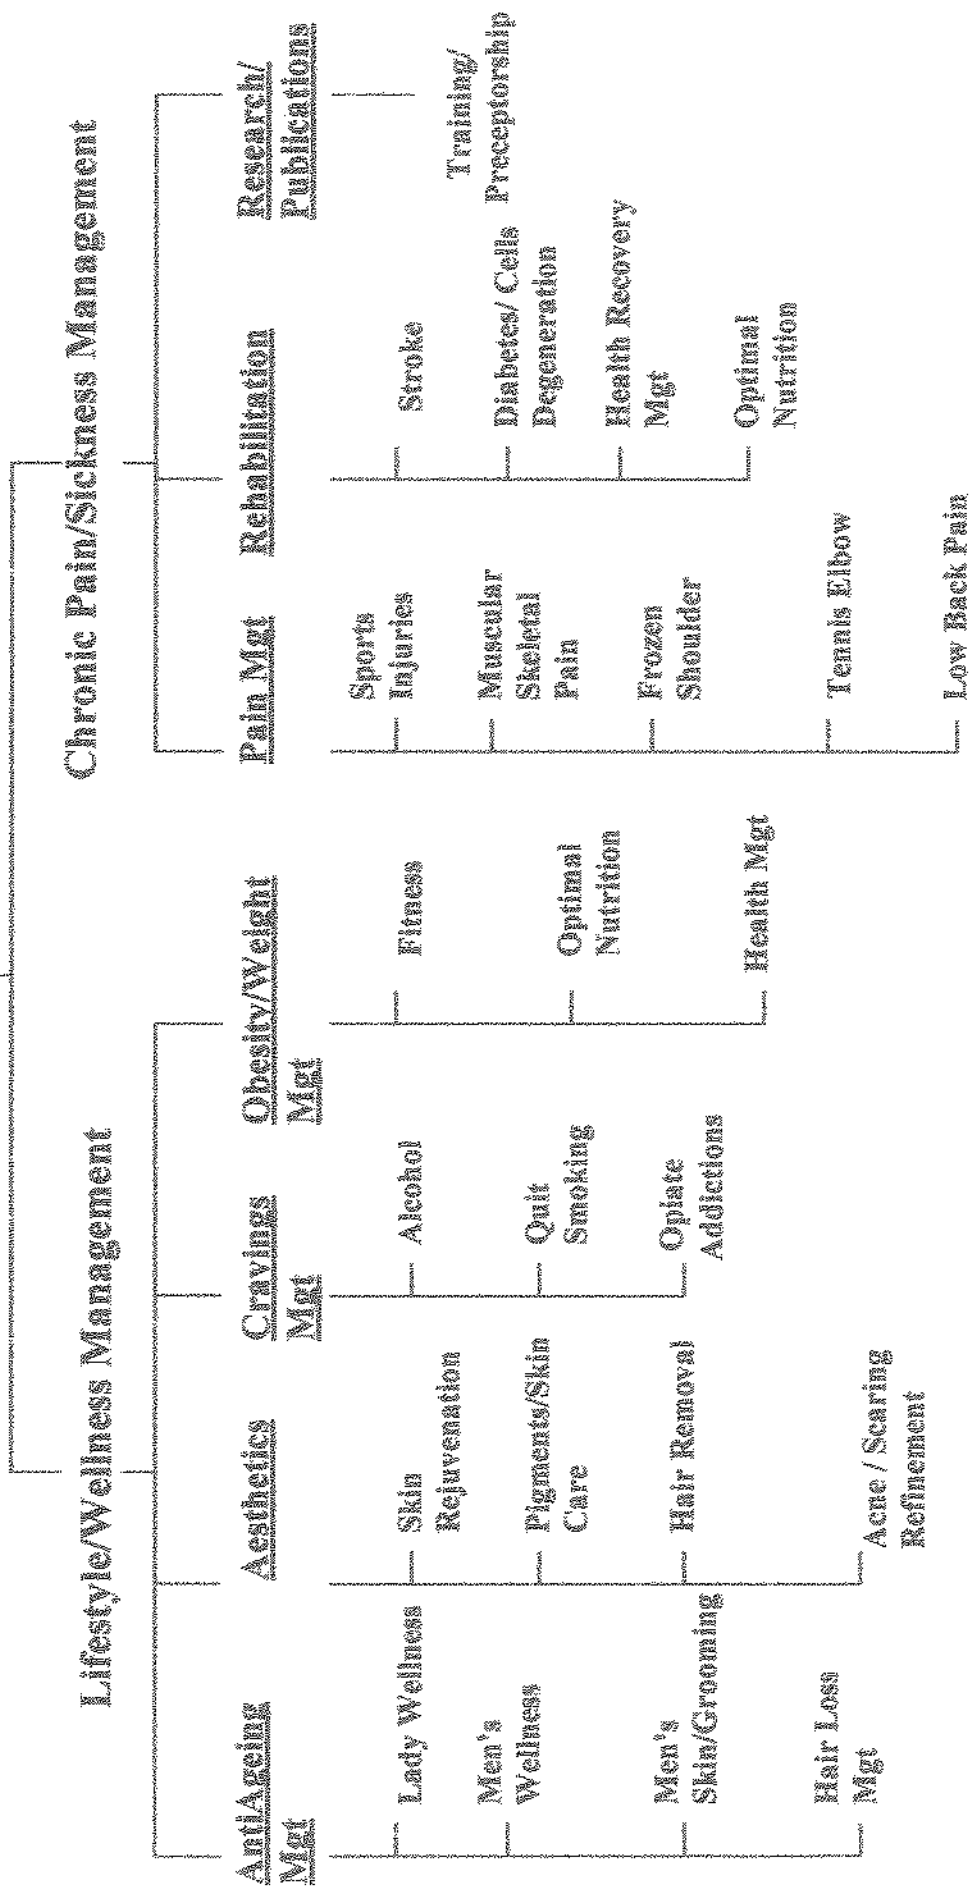 Lifestyle/Wellness Management
Chronic Pain/Sickness Management
AntiAgeing
Mgt
Lady Wellness
Men's
Wellness
Men's
Skin/Grooming
Hair Loss
Mgt
Aesthetics
Skin
Rejuvenation
Pigments/Skin
Care
Hair Removal
Acne / Scaring
Refinement
Cravings
Mgt
Alcohol
Quit
Smoking
Opiate
Addictions
Obesity/Weight
Mgt
Fitness
Optimal
Nutrition
Health Mgt
Pain Mgt
Sports
Injuries
Muscular
Skeletal
Pain
Frozen
Shoulder
Tennis Elbow
Low Back Pain
Rehabilitation
Stroke
Diabetes/ Cells
Degeneration
Health Recovery
Mgt
Optimal
Nutrition
Research/
Publications
Training/
Preceptorship